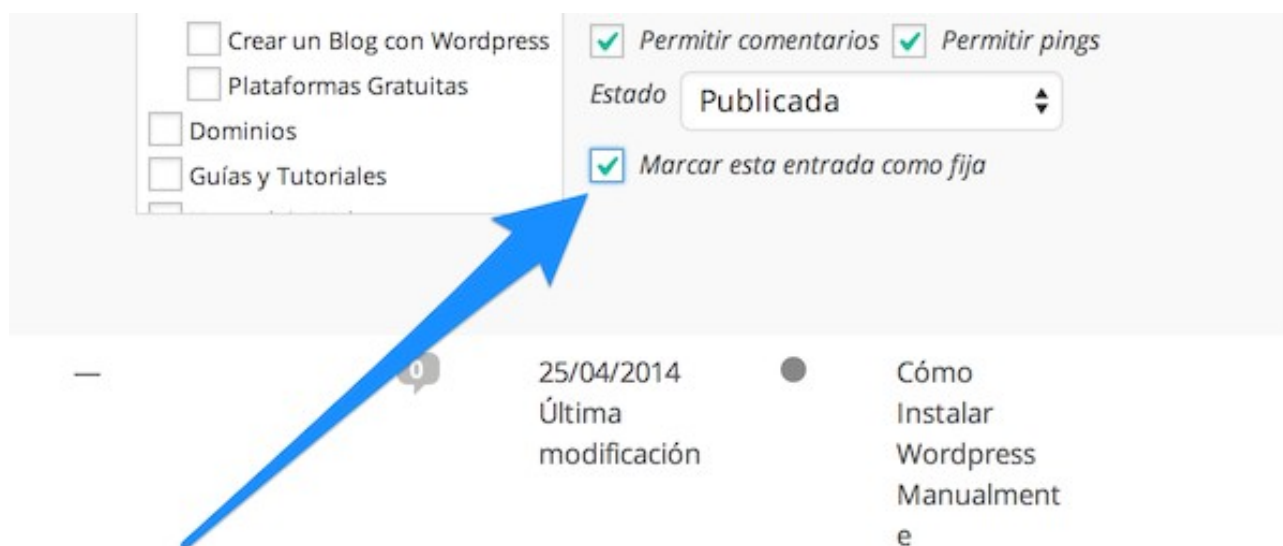 Crear un Blog con Wordpress
Plataformas Gratuitas
Dominios
Guías y Tutoriales
Permitir comentarios Permitir pings
Estado Publicada
Marcar esta entrada como fija
—
0
25/04/2014
Última
modificación
Cómo
Instalar
Wordpress
Manualment
e